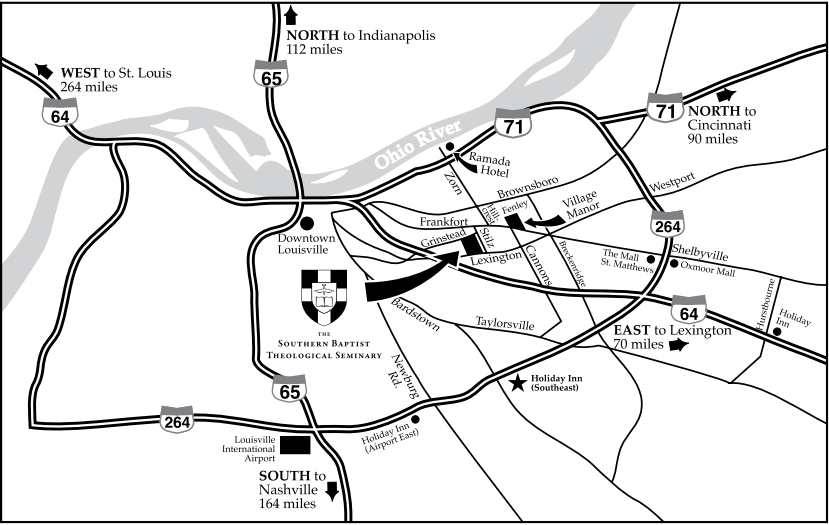 NORTH to Indianapolis
112 miles
65
WEST to St. Louis
264 miles
64
71
71
NORTH to
Cincinnati
90 miles
Ohio River
Ramada
Hotel
Zorn
Brownsboro
Westport
Hill-
crest
Fenley
Village
Manor
Frankfort
Grinstead
Stilz
Lexington
Cannons
Breckenridge
264
Shelbyville
The Mall
St. Matthews
Oxmoor Mall
Downtown
Louisville
THE
SOUTHERN BAPTIST
THEOLOGICAL SEMINARY
Bardstown
Taylorsville
Hurstbourne
Holiday
Inn
64
EAST to Lexington
70 miles
Newburg
Rd.
Holiday Inn
(Southeast)
65
264
Holiday Inn
(Airport East)
Louisville
International
Airport
SOUTH to
Nashville
164 miles